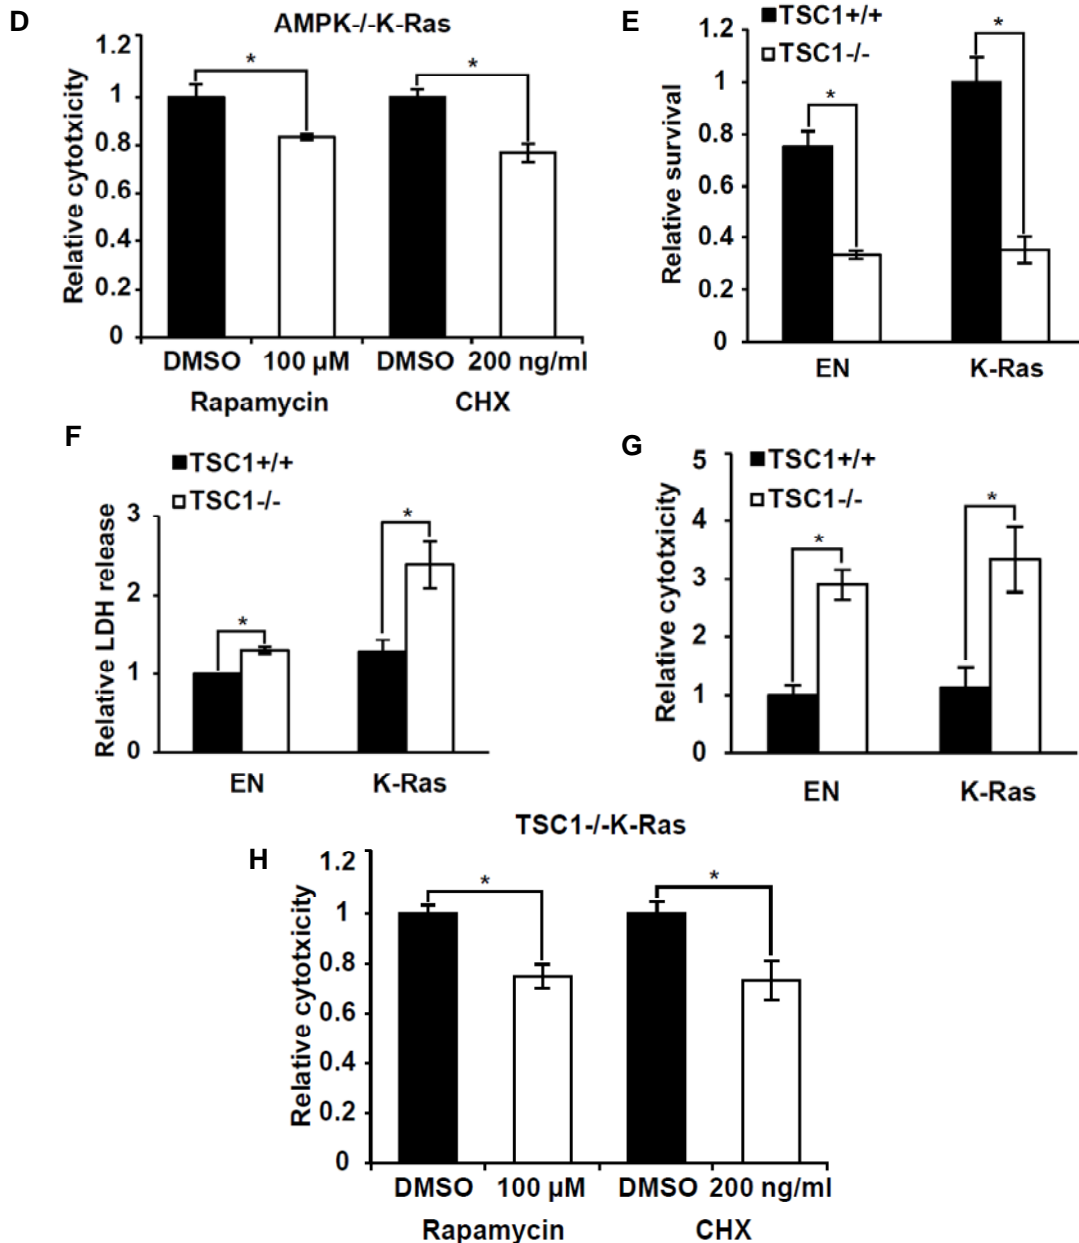 D
AMPK-/-K-Ras
Relative cytotxicity
1.2
1
0.8
0.6
0.4
0.2
0
*
*
DMSO 100 µM DMSO 200 ng/ml
Rapamycin CHX
E
TSC1+/+
TSC1-/-
Relative survival
1.2
1
0.8
0.6
0.4
0.2
0
*
*
EN K-Ras
F
TSC1+/+
TSC1-/-
Relative LDH release
3
2
1
0
*
*
EN K-Ras
G
TSC1+/+
TSC1-/-
Relative cytotxicity
5
4
3
2
1
0
*
*
EN K-Ras
H
TSC1-/-K-Ras
Relative cytotxicity
1.2
1
0.8
0.6
0.4
0.2
0
*
*
DMSO 100 µM DMSO 200 ng/ml
Rapamycin CHX